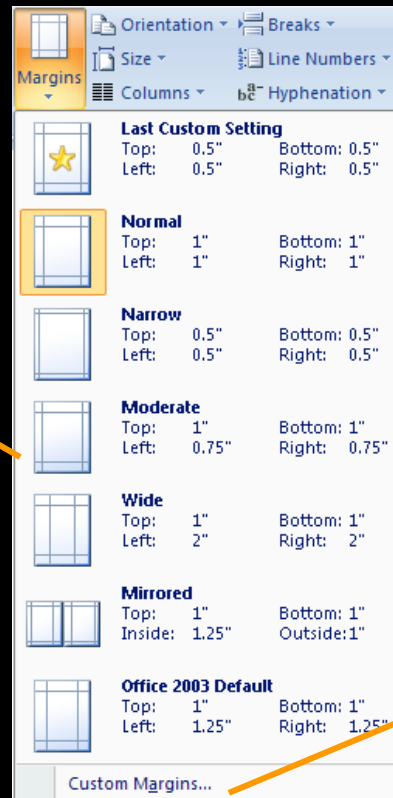 Margins
Orientation
Breaks
Size
Line Numbers
Columns
Hyphenation
Last Custom Setting
Top: 0.5" Bottom: 0.5"
Left: 0.5" Right: 0.5"
Normal
Top: 1" Bottom: 1"
Left: 1" Right: 1"
Narrow
Top: 0.5" Bottom: 0.5"
Left: 0.5" Right: 0.5"
Moderate
Top: 1" Bottom: 1"
Left: 0.75" Right: 0.75"
Wide
Top: 1" Bottom: 1"
Left: 2" Right: 2"
Mirrored
Top: 1" Bottom: 1"
Inside: 1.25" Outside:1"
Office 2003 Default
Top: 1" Bottom: 1"
Left: 1.25" Right: 1.25"
Custom Margins...